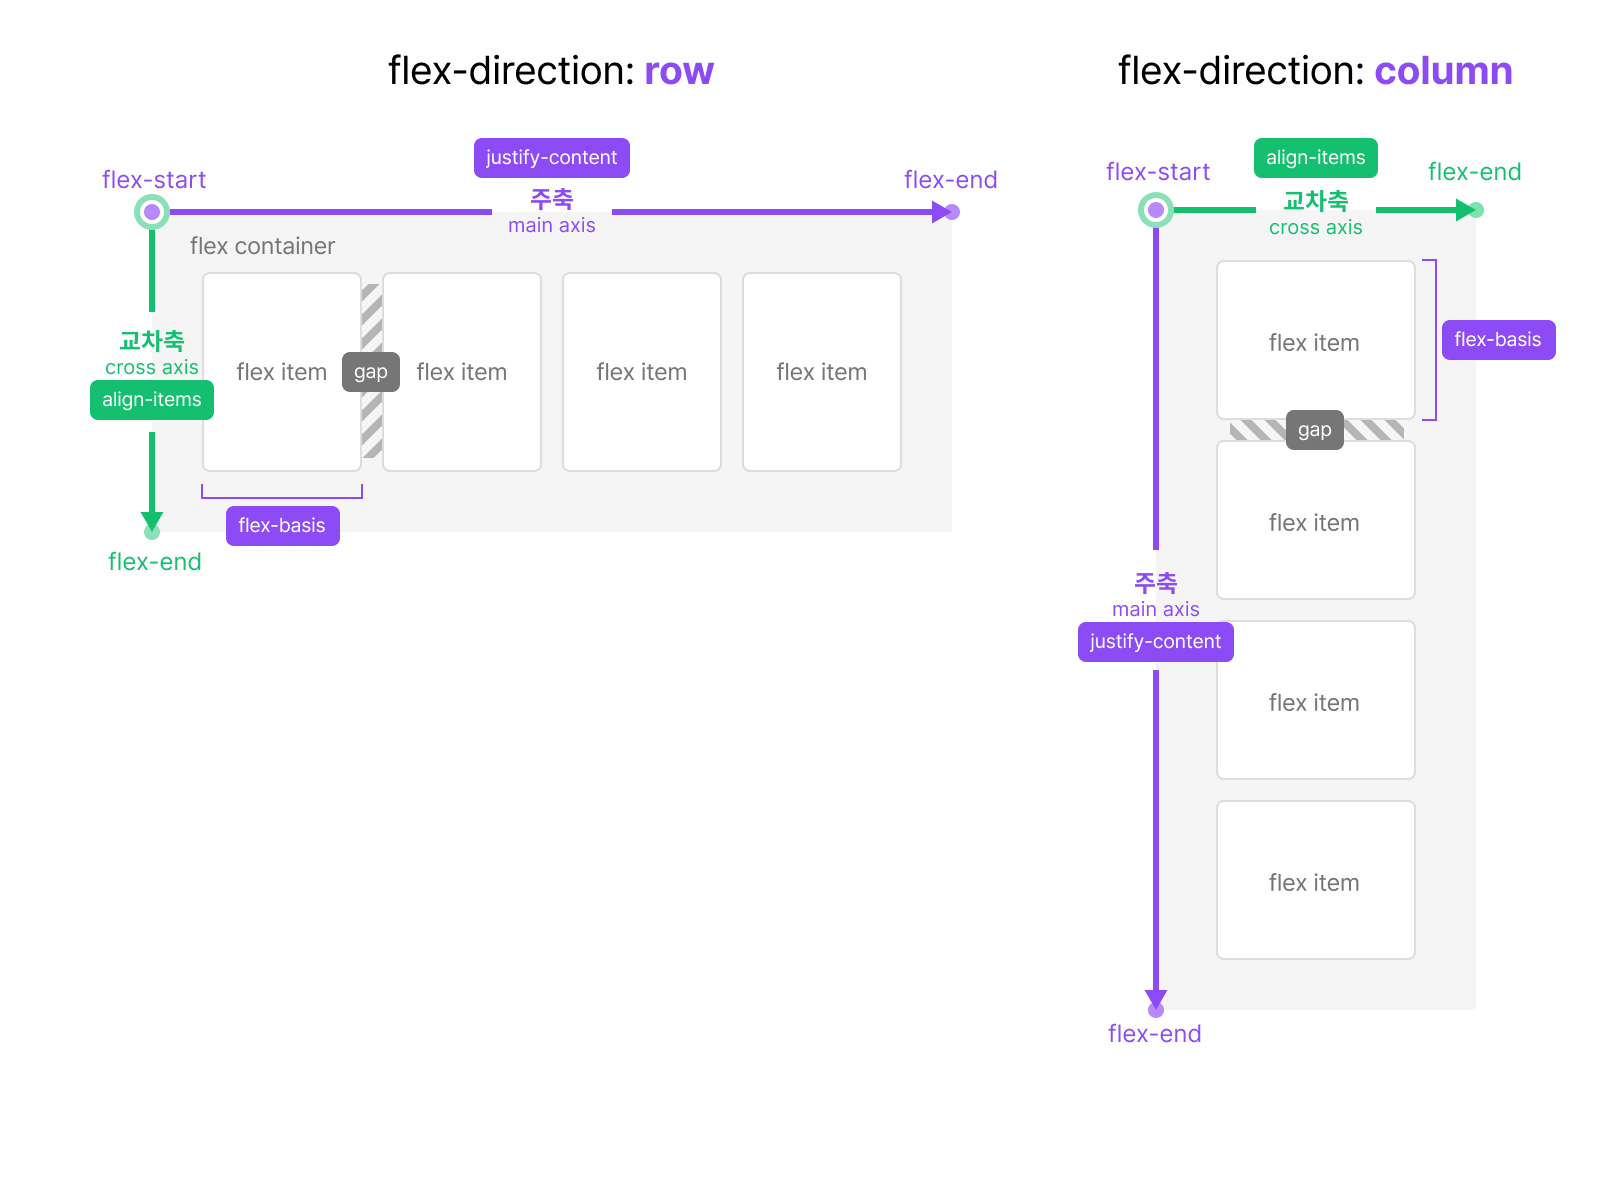 flex-direction: row
justify-content
flex-start
주축
main axis
flex-end
flex container
교차축
cross axis
align-items
flex item
gap
flex item
flex item
flex item
flex-basis
flex-end
flex-direction: column
align-items
flex-start
교차축
cross axis
flex-end
flex item
flex-basis
gap
flex item
주축
main axis
justify-content
flex item
flex item
flex-end